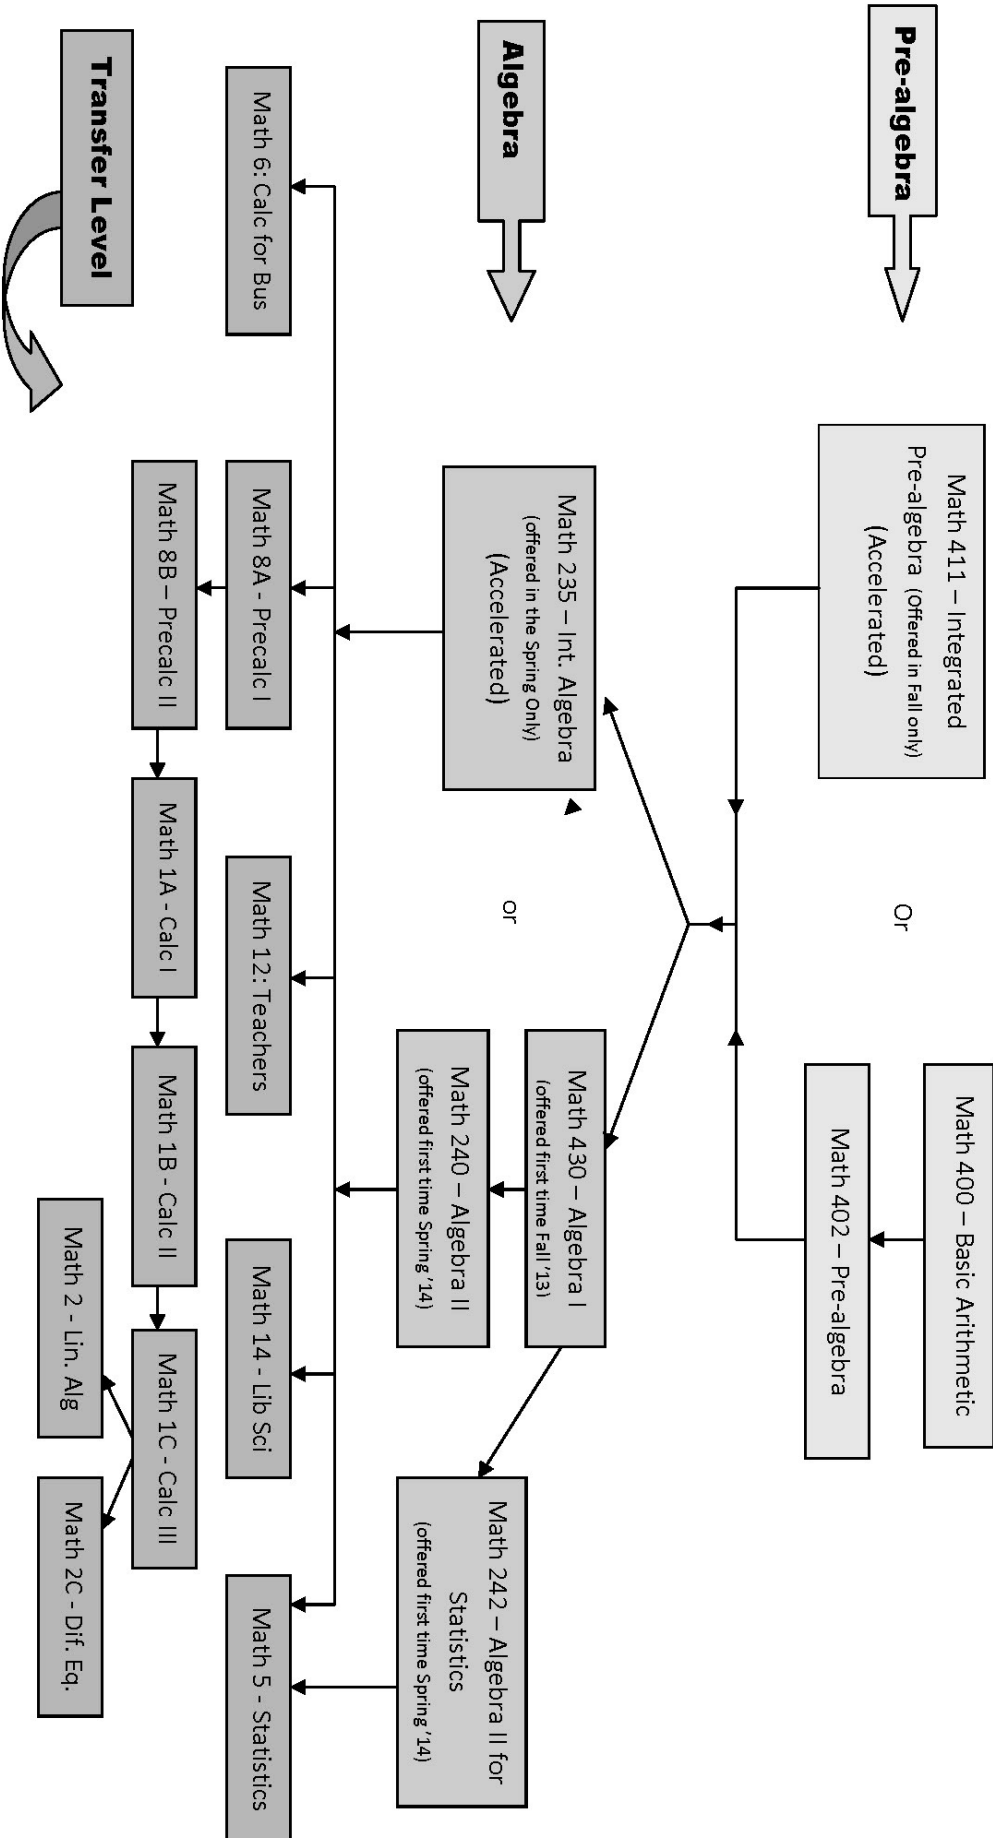 Pre-algebra
Math 411 – Integrated
Pre-algebra (Offered in Fall only)
(Accelerated)
Or
Math 400 – Basic Arithmetic
Math 402 – Pre-algebra
Algebra
Math 235 – Int. Algebra
(offered in the Spring Only)
(Accelerated)
or
Math 430 – Algebra I
(offered first time Fall '13)
Math 240 – Algebra II
(offered first time Spring '14)
Math 242 – Algebra II for
Statistics
(offered first time Spring '14)
Math 6: Calc for Bus
Math 8A - Precalc I
Math 12: Teachers
Math 14 - Lib Sci
Math 5 - Statistics
Transfer Level
Math 8B – Precalc II
Math 1A - Calc I
Math 1B - Calc II
Math 1C - Calc III
Math 2 - Lin. Alg
Math 2C - Dif. Eq.